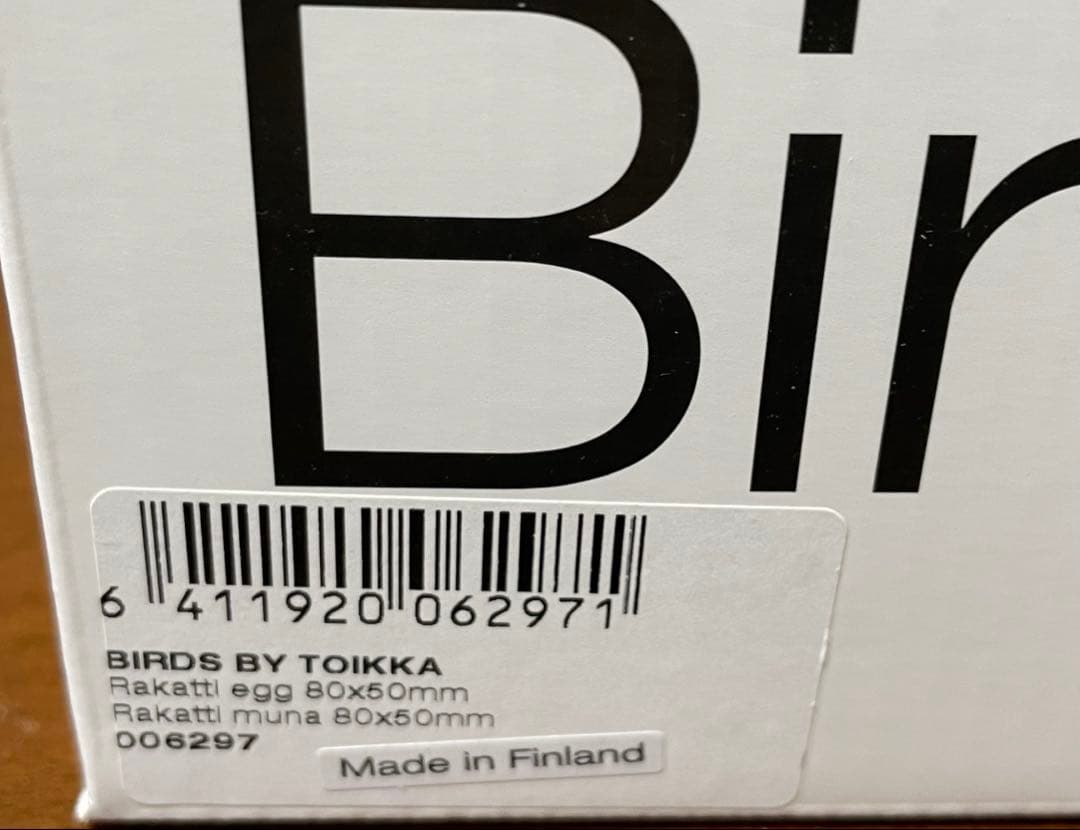 Bir
6 411920 062971
BIRDS BY TOIKKA
Rakatti egg 80x50mm
Rakatti muna 80x50mm
006297
Made in Finland